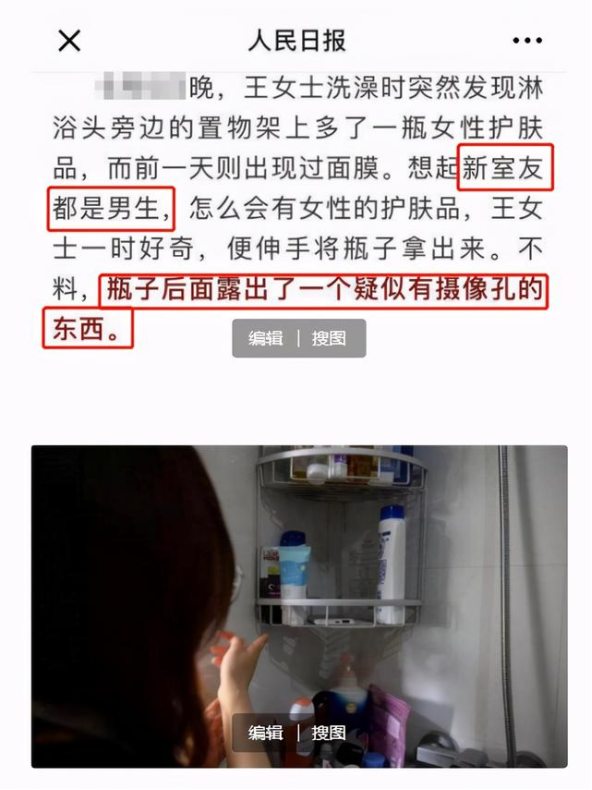 人民日报
晚，王女士洗澡时突然发现淋
浴头旁边的置物架上多了一瓶女性护肤
品，而前一天则出现过面膜。想起新室友
都是男生，怎么会有女性的护肤品，王女
士一时好奇，便伸手将瓶子拿出来。不
料，瓶子后面露出了一个疑似有摄像孔的
东西。
编辑 | 搜图
编辑 | 搜图